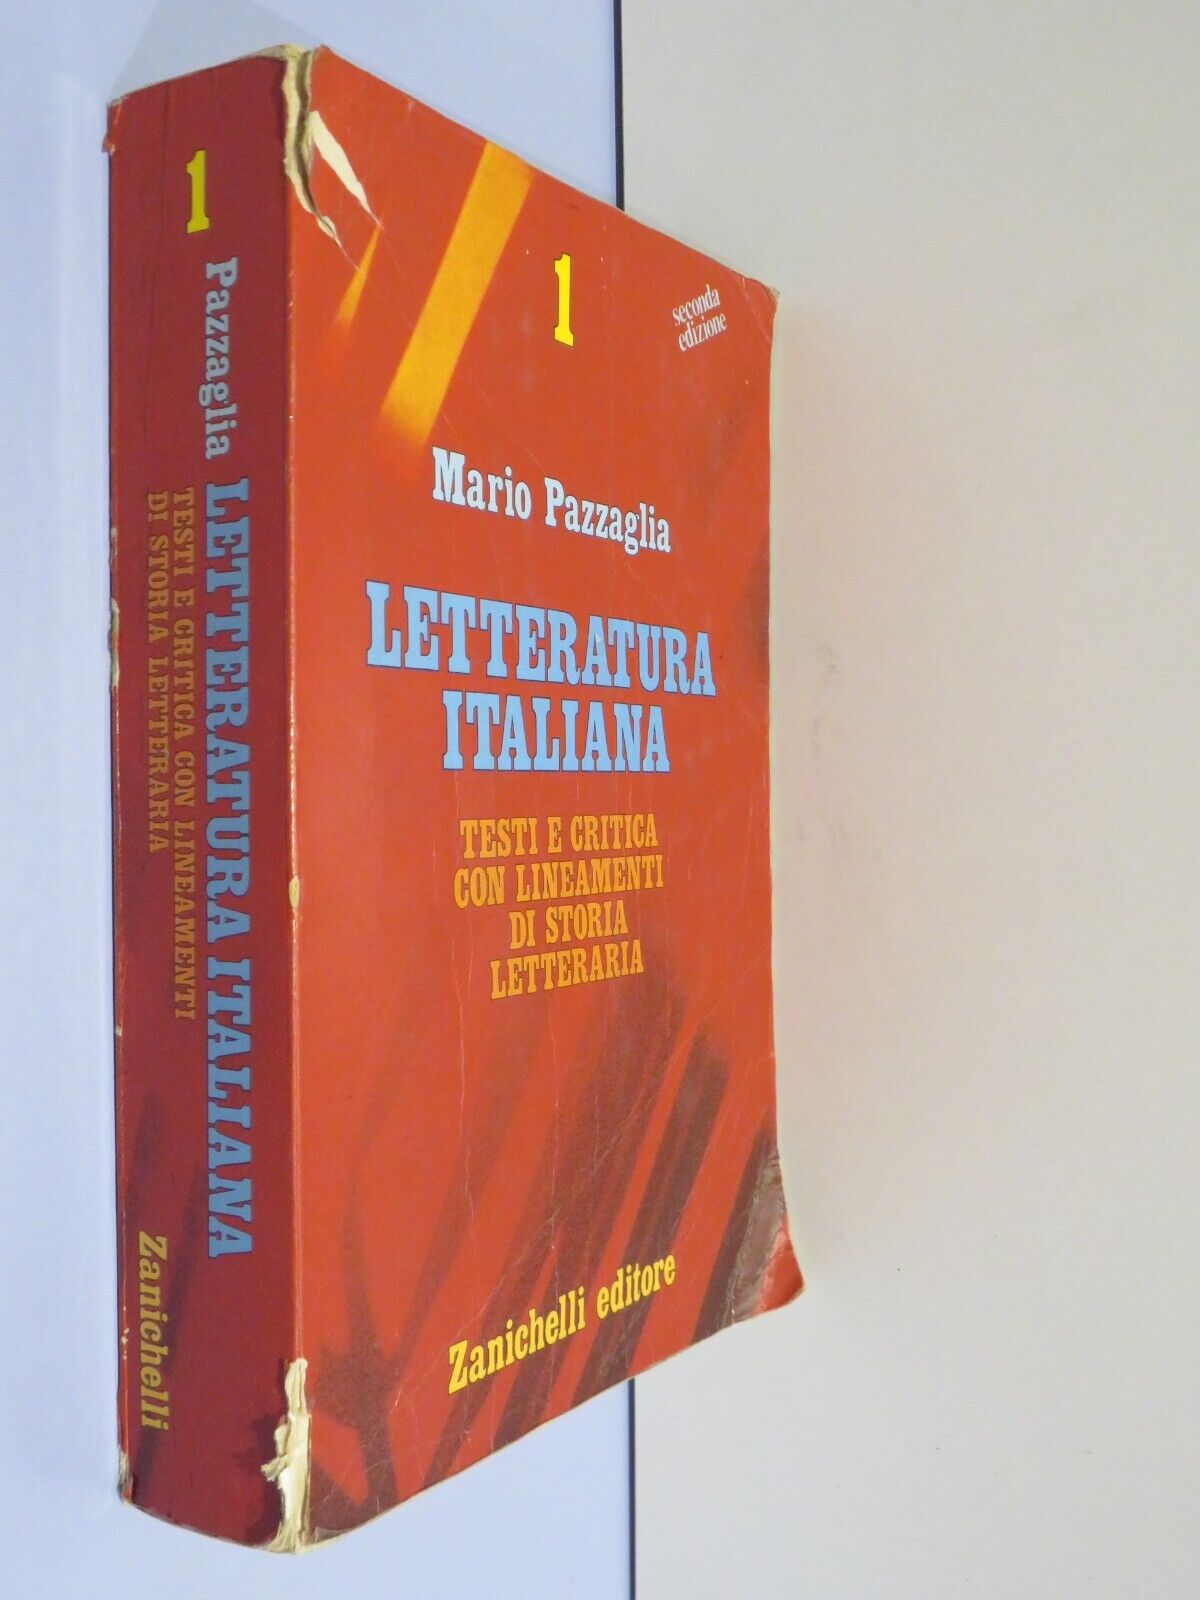 1
Pazzaglia LETTERATURA ITALIANA
TESTI E CRITICA CON LINEAMENTI
DI STORIA LETTERARIA
Zanichelli
1
seconda
edizione
Mario Pazzaglia
LETTERATURA
ITALIANA
TESTI E CRITICA
CON LINEAMENTI
DI STORIA
LETTERARIA
Zanichelli editore